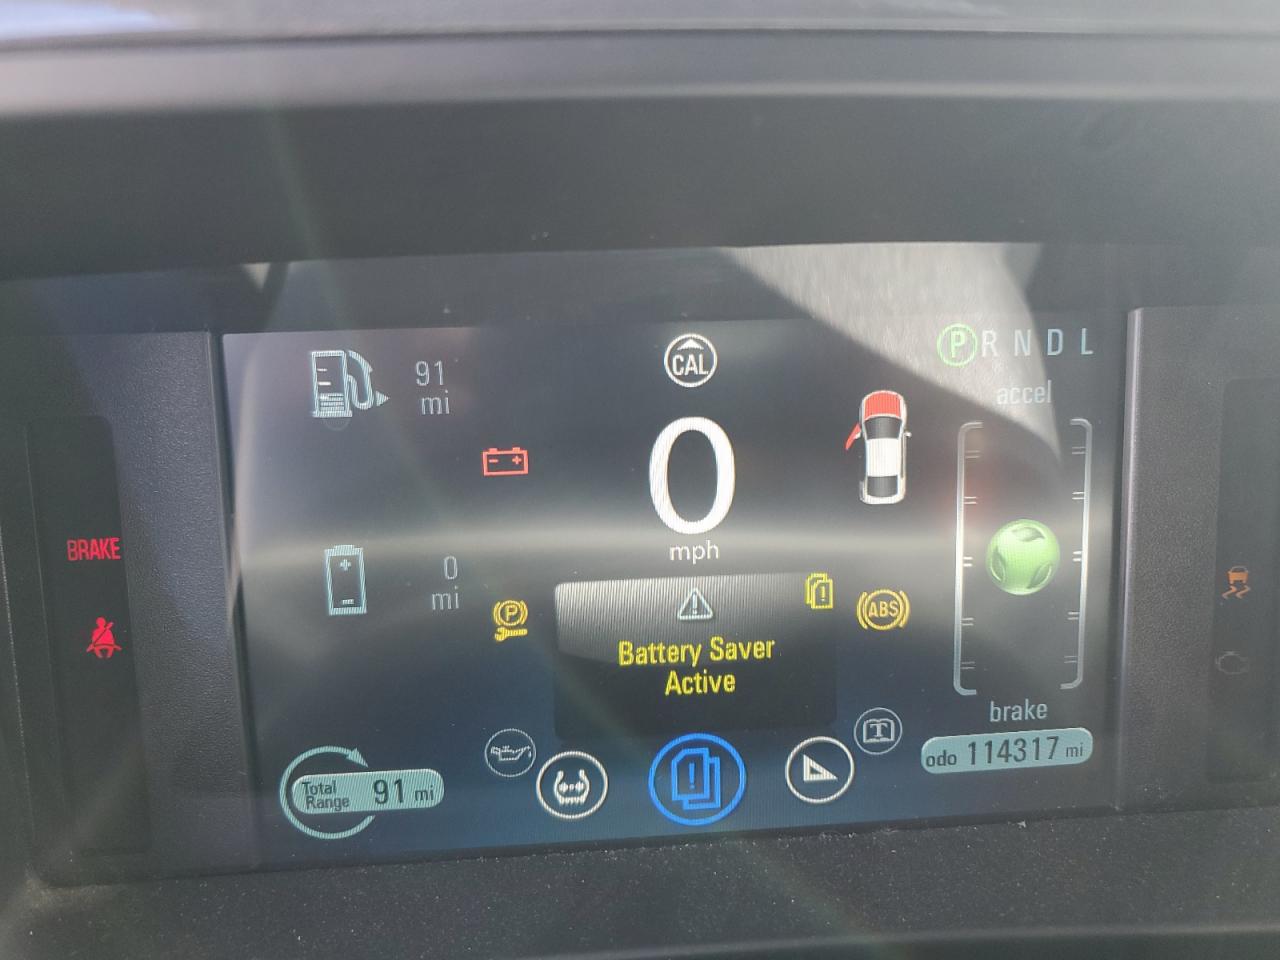 91
mi
CAL
P R N D L
accel
0
mph
BRAKE
0
mi
P
ABS
Battery Saver
Active
brake
T
odo 114317 mi
Total
Range
91 mi